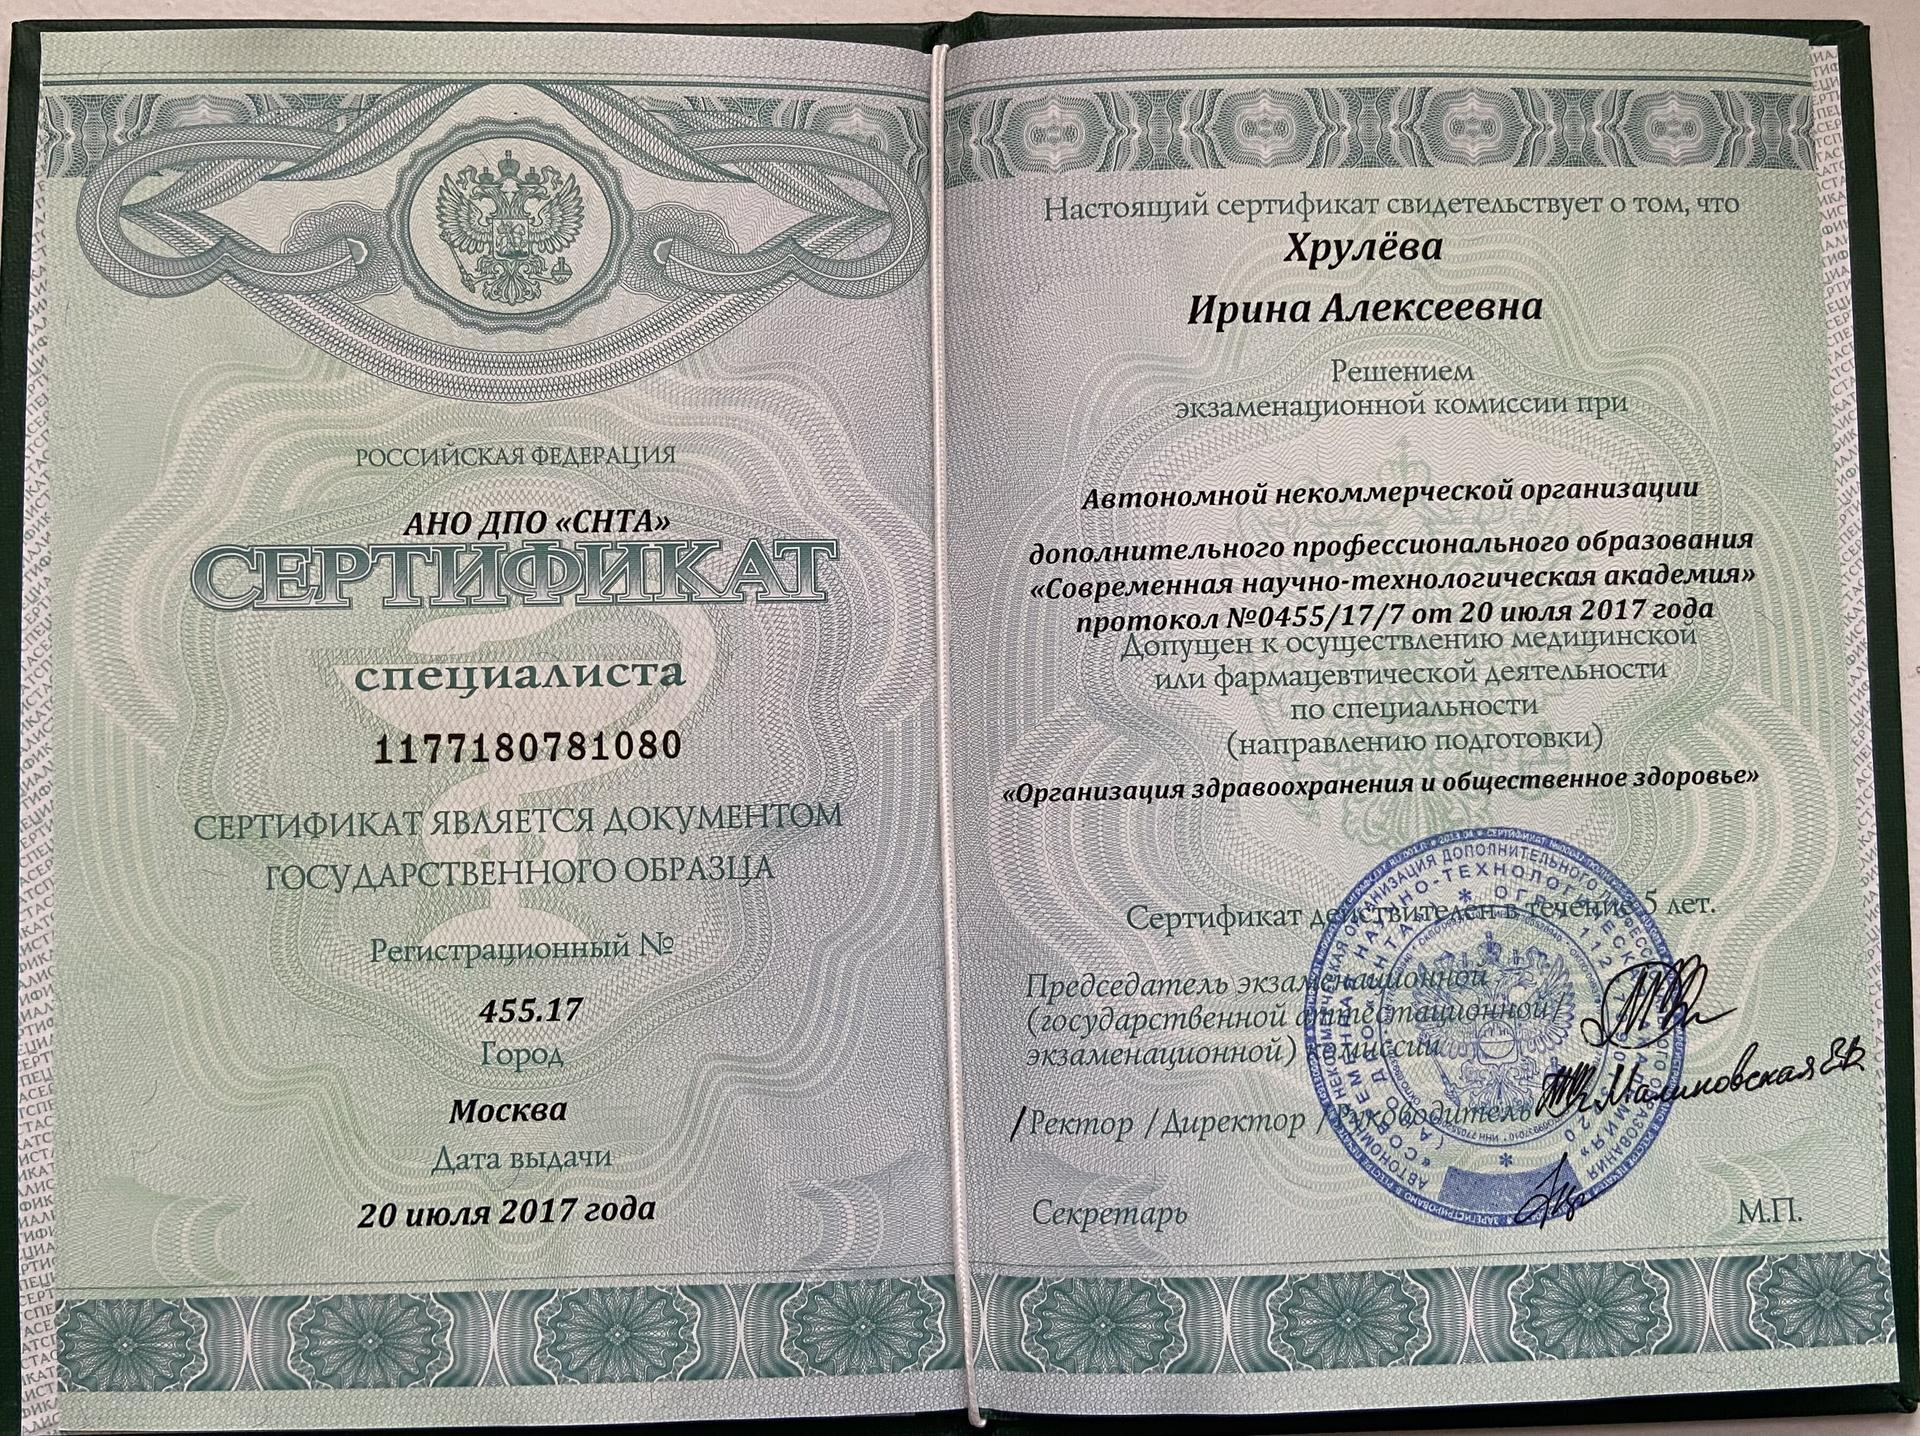 РОССИЙСКАЯ ФЕДЕРАЦИЯ
АНО ДПО «СНТА»
СЕРТИФИКАТ
специалиста
1177180781080
СЕРТИФИКАТ ЯВЛЯЕТСЯ ДОКУМЕНТОМ
ГОСУДАРСТВЕННОГО ОБРАЗЦА
Регистрационный №
455.17
Город
Москва
Дата выдачи
20 июля 2017 года
Настоящий сертификат свидетельствует о том, что
Хрулёва
Ирина Алексеевна
Решением
экзаменационной комиссии при
Автономной некоммерческой организации
дополнительного профессионального образования
«Современная научно-технологическая академия»
протокол №0455/17/7 от 20 июля 2017 года
Допущен к осуществлению медицинской
или фармацевтической деятельности
по специальности
(направлению подготовки)
«Организация здравоохранения и общественное здоровье»
Сертификат действителен в течение 5 лет.
Председатель экзаменационной
(государственной аттестационной/
экзаменационной) комиссии
/Ректор /Директор /Руководитель
Малиновская
Секретарь
М.П.